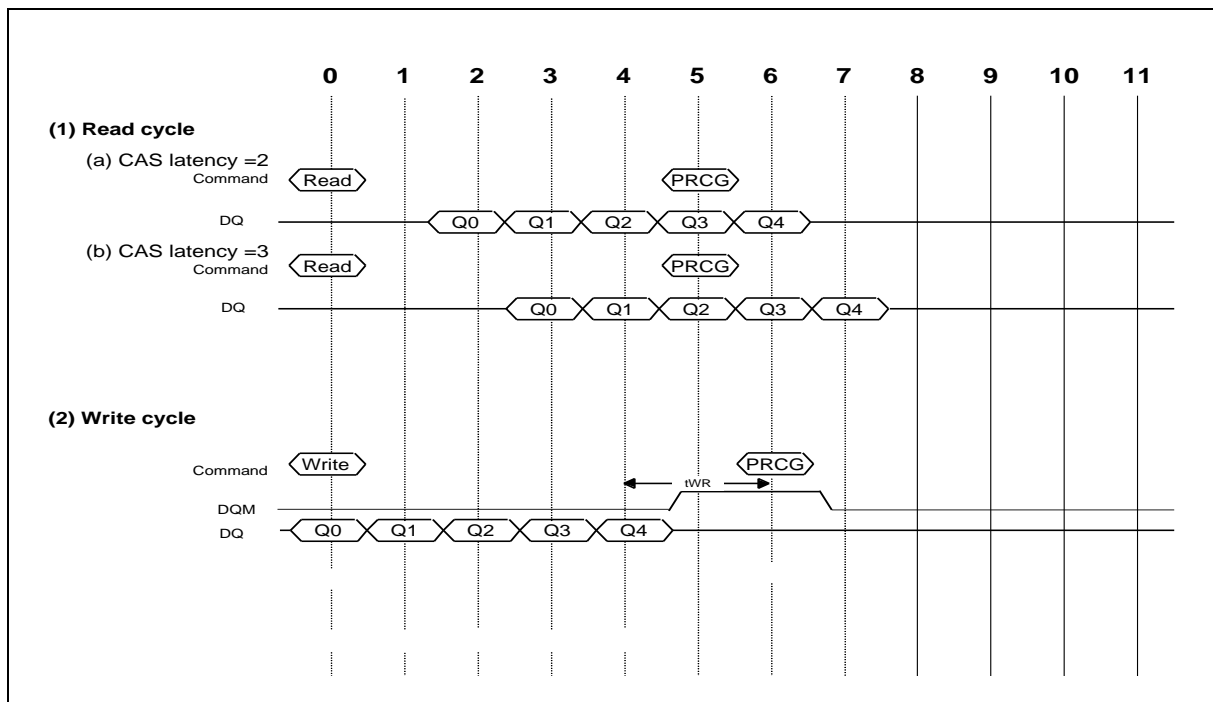 0 1 2 3 4 5 6 7 8 9 10 11
(1) Read cycle
(a) CAS latency =2
Command Read PRCG
DQ Q0 Q1 Q2 Q3 Q4
(b) CAS latency =3
Command Read PRCG
DQ Q0 Q1 Q2 Q3 Q4
(2) Write cycle
Command Write PRCG
tWR
DQM
DQ Q0 Q1 Q2 Q3 Q4